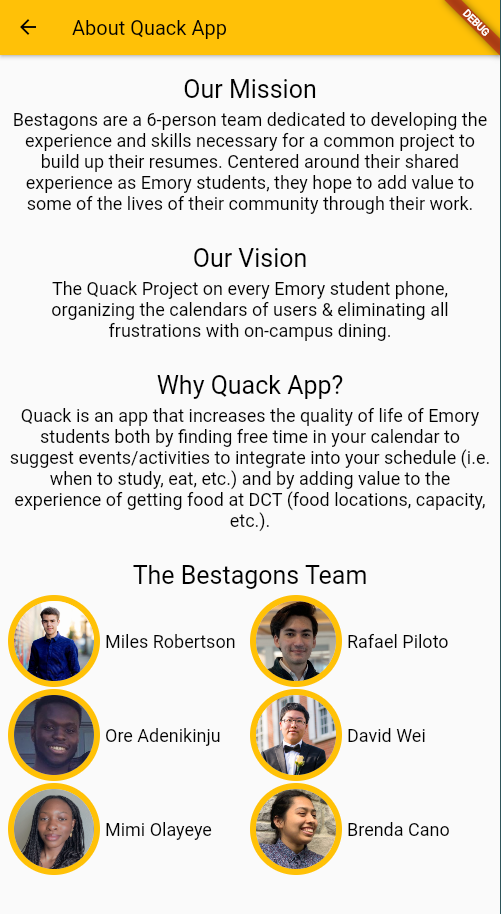 About Quack App
DEBUG
Our Mission
Bestagons are a 6-person team dedicated to developing the
experience and skills necessary for a common project to
build up their resumes. Centered around their shared
experience as Emory students, they hope to add value to
some of the lives of their community through their work.
Our Vision
The Quack Project on every Emory student phone,
organizing the calendars of users & eliminating all
frustrations with on-campus dining.
Why Quack App?
Quack is an app that increases the quality of life of Emory
students both by finding free time in your calendar to
suggest events/activities to integrate into your schedule (i.e.
when to study, eat, etc.) and by adding value to the
experience of getting food at DCT (food locations, capacity,
etc.).
The Bestagons Team
Miles Robertson
Rafael Piloto
Ore Adenikinju
David Wei
Mimi Olayeye
Brenda Cano